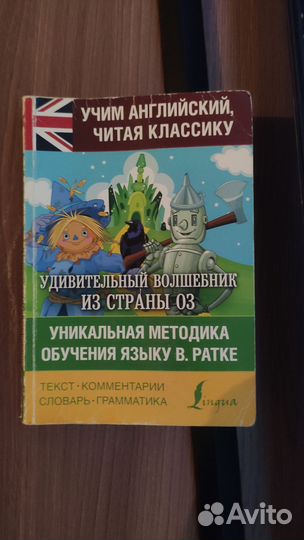 УЧИМ АНГЛИЙСКИЙ,
ЧИТАЯ КЛАССИКУ
УДИВИТЕЛЬНЫЙ ВОЛШЕБНИК
ИЗ СТРАНЫ ОЗ
УНИКАЛЬНАЯ МЕТОДИКА
ОБУЧЕНИЯ ЯЗЫКУ В. РАТКЕ
ТЕКСТ · КОММЕНТАРИИ
СЛОВАРЬ · ГРАММАТИКА
Lingua
Avito